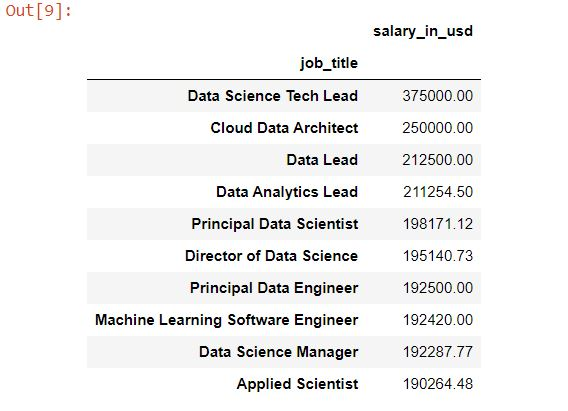 Out[9]:
salary_in_usd
job_title
Data Science Tech Lead 375000.00
Cloud Data Architect 250000.00
Data Lead 212500.00
Data Analytics Lead 211254.50
Principal Data Scientist 198171.12
Director of Data Science 195140.73
Principal Data Engineer 192500.00
Machine Learning Software Engineer 192420.00
Data Science Manager 192287.77
Applied Scientist 190264.48